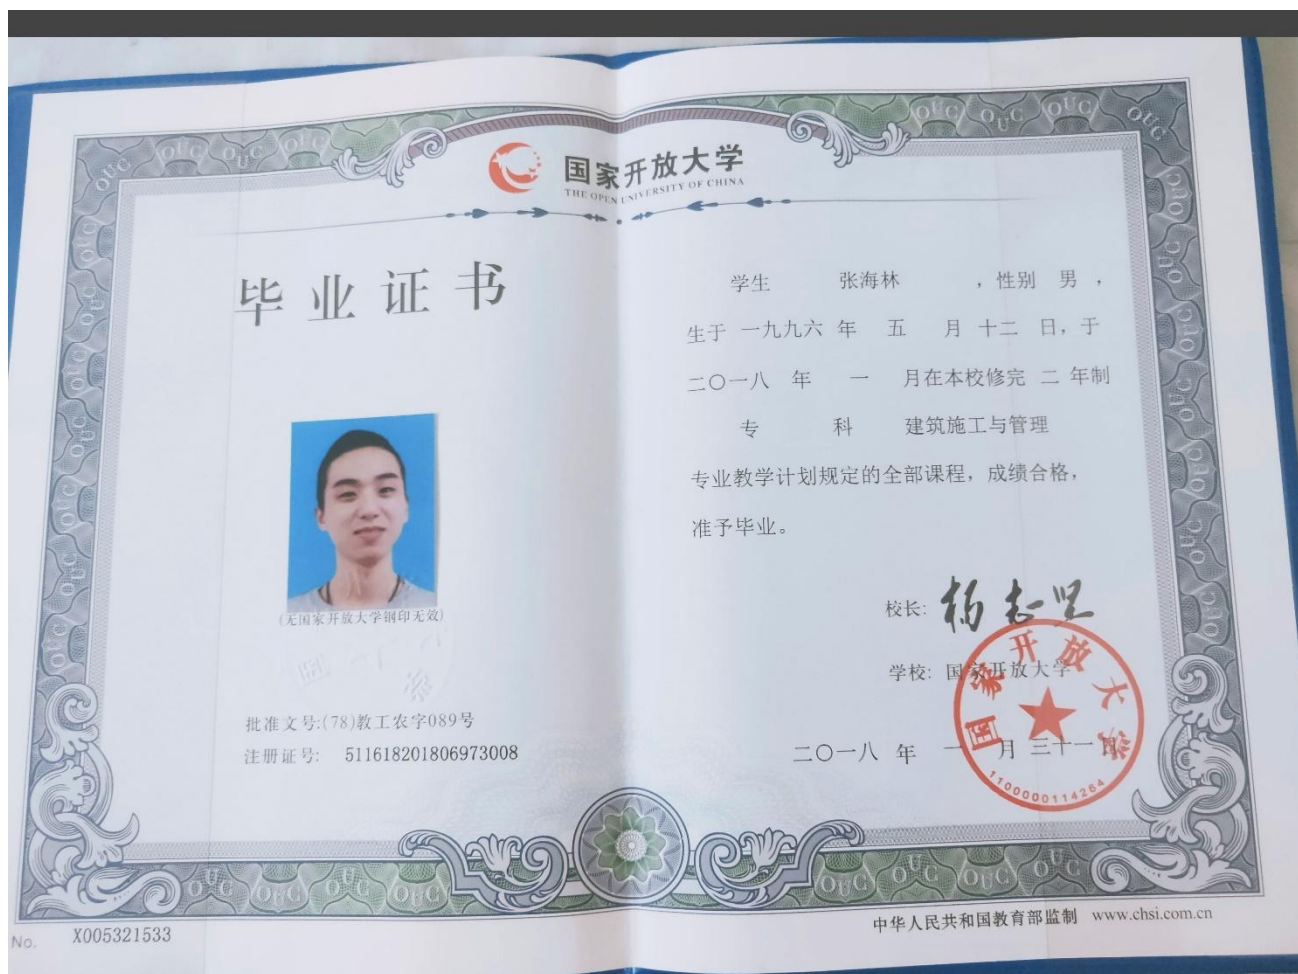 国家开放大学
THE OPEN UNIVERSITY OF CHINA
毕业证书
(无国家开放大学钢印无效)
批准文号:(78)教工农字089号
注册证号: 511618201806973008
学生 张海林 ，性别 男 ，
生于 一九九六 年 五 月 十二 日，于
二〇一八 年 一 月在本校修完 二 年制
专 科 建筑施工与管理
专业教学计划规定的全部课程，成绩合格，
准予毕业。
校长: 杨志坚
学校: 国家开放大学
二〇一八 年 一 月 三十一日
国家开放大学
1100000114264
No. X005321533
中华人民共和国教育部监制 www.chsi.com.cn